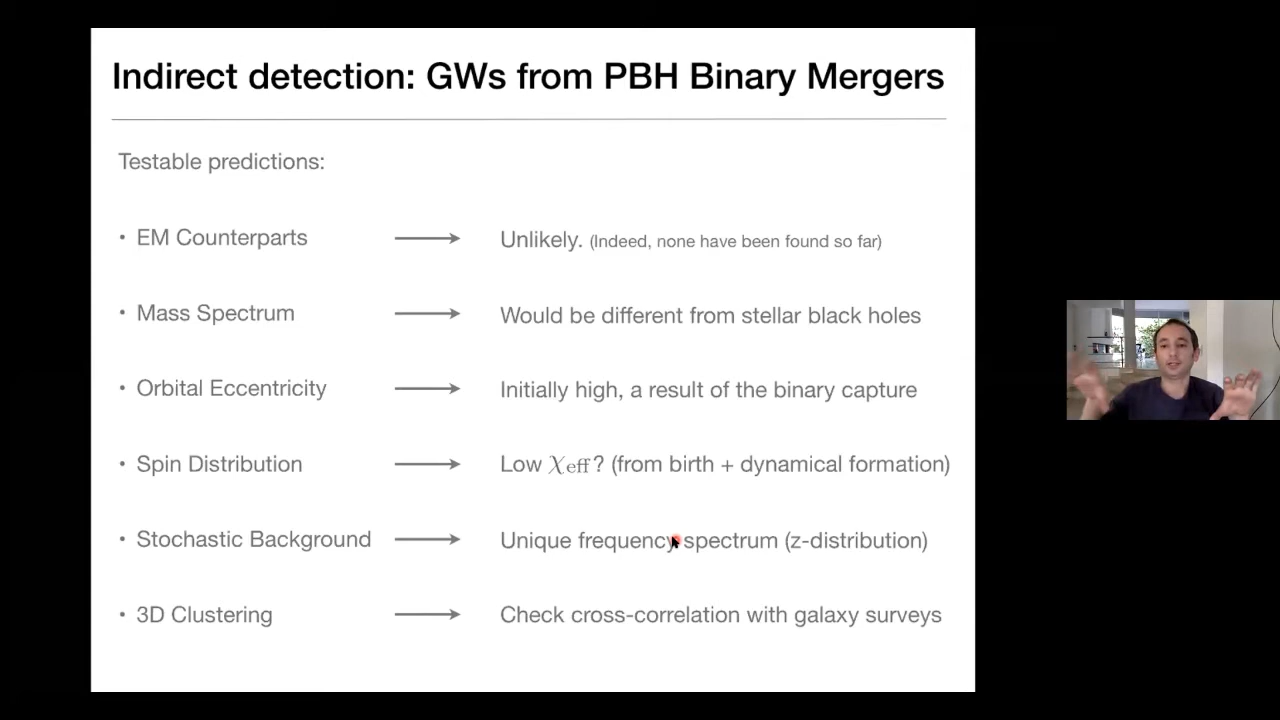 Indirect detection: GWs from PBH Binary Mergers
Testable predictions:
• EM Counterparts → Unlikely. (Indeed, none have been found so far)
• Mass Spectrum → Would be different from stellar black holes
• Orbital Eccentricity → Initially high, a result of the binary capture
• Spin Distribution → Low χeff? (from birth + dynamical formation)
• Stochastic Background → Unique frequency spectrum (z-distribution)
• 3D Clustering → Check cross-correlation with galaxy surveys